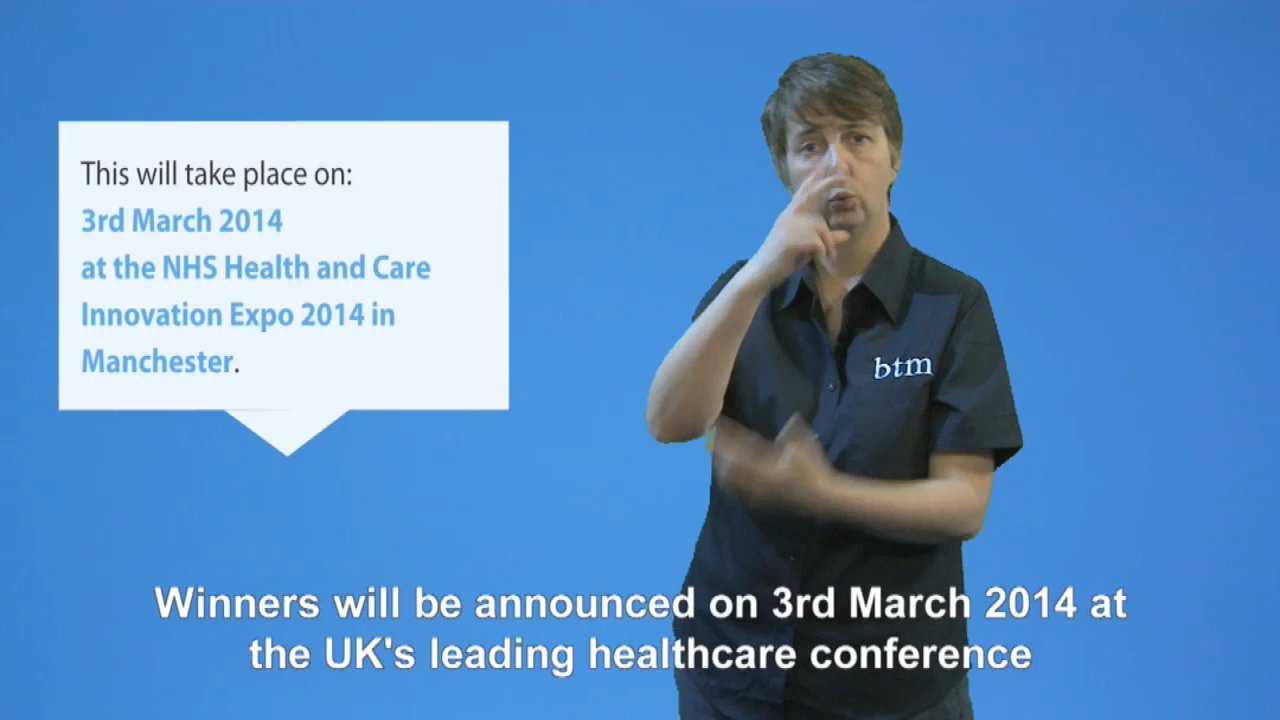 This will take place on:
3rd March 2014
at the NHS Health and Care
Innovation Expo 2014 in
Manchester.
btm
Winners will be announced on 3rd March 2014 at
the UK's leading healthcare conference